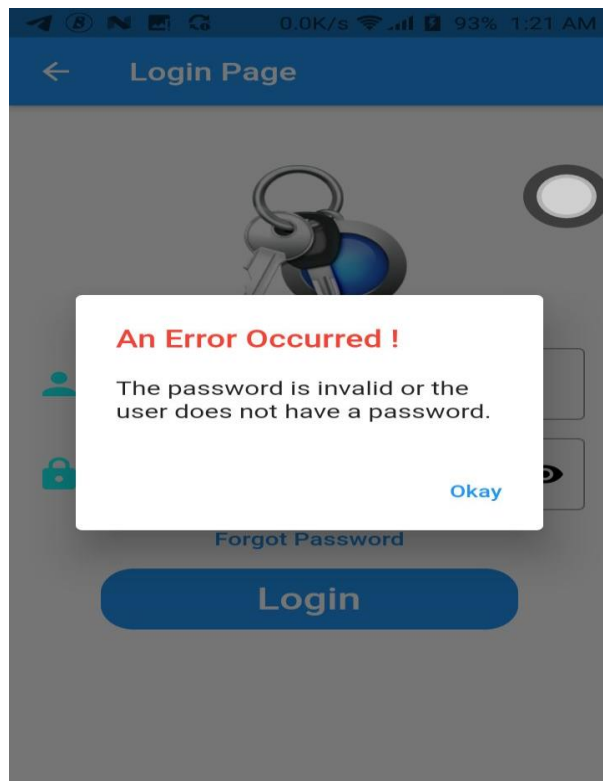 0.0K/s 93% 1:21 AM
Login Page
An Error Occurred !
The password is invalid or the
user does not have a password.
Okay
Forgot Password
Login